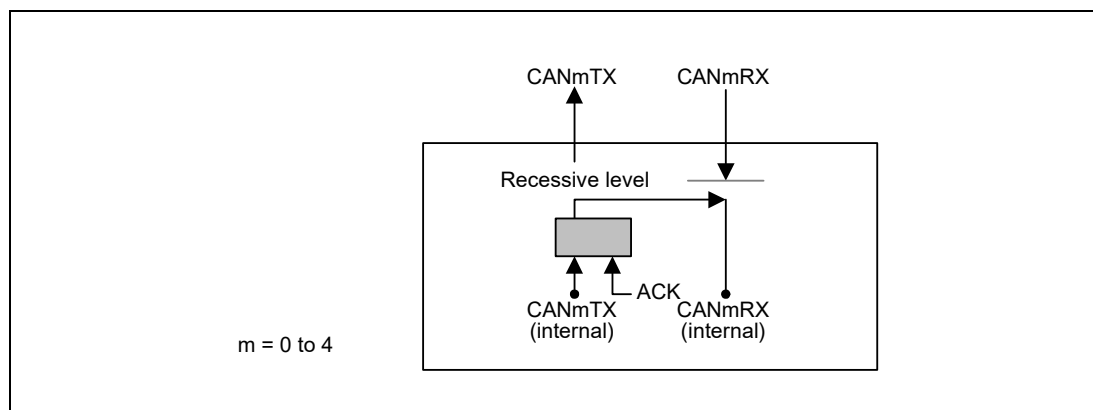 CANmTX CANmRX
Recessive level
ACK
CANmTX CANmRX
(internal) (internal)
m = 0 to 4